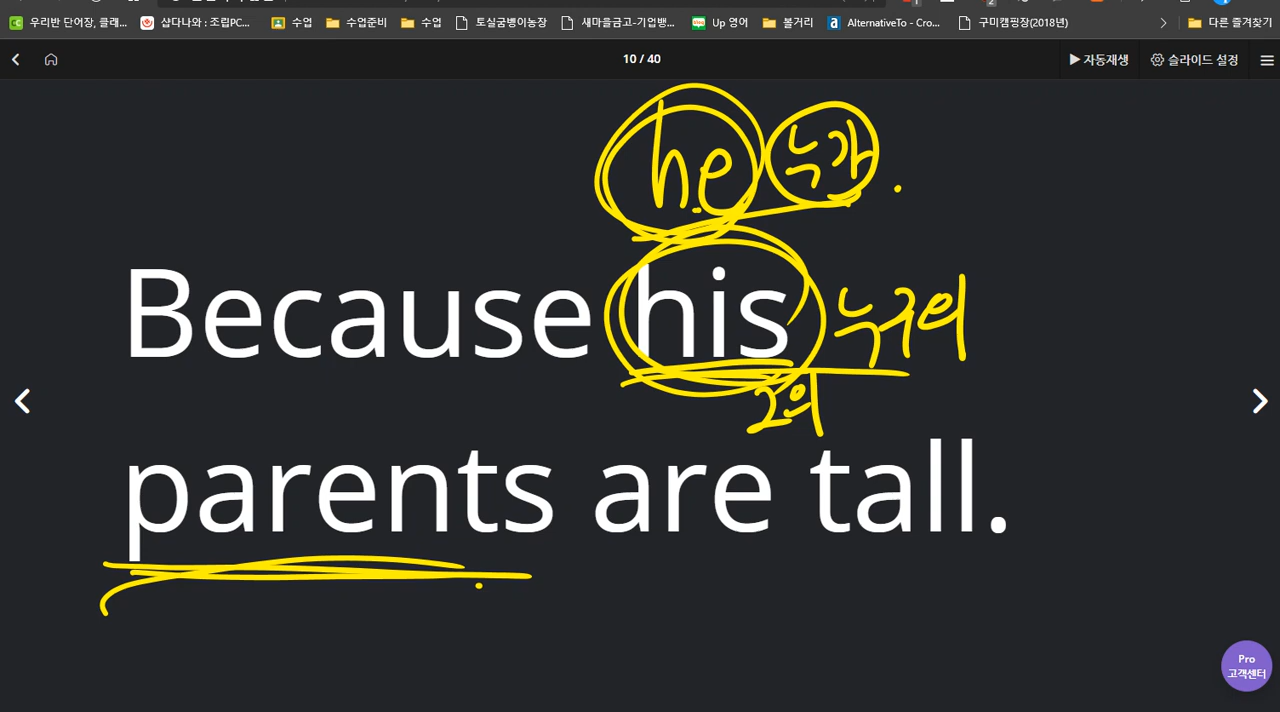 우리반 단어장, 클래... 샵다나와 : 조립PC... 수업 수업준비 수업 토실굼벵이농장 새마을금고-기업뱅... Up 영어 볼거리 AlternativeTo - Cro... 구미캠핑장(2018년) 다른 즐겨찾기
10 / 40 ▶ 자동재생 슬라이드 설정
he 누가.
Because his 누구의
그의
parents are tall.
Pro
고객센터